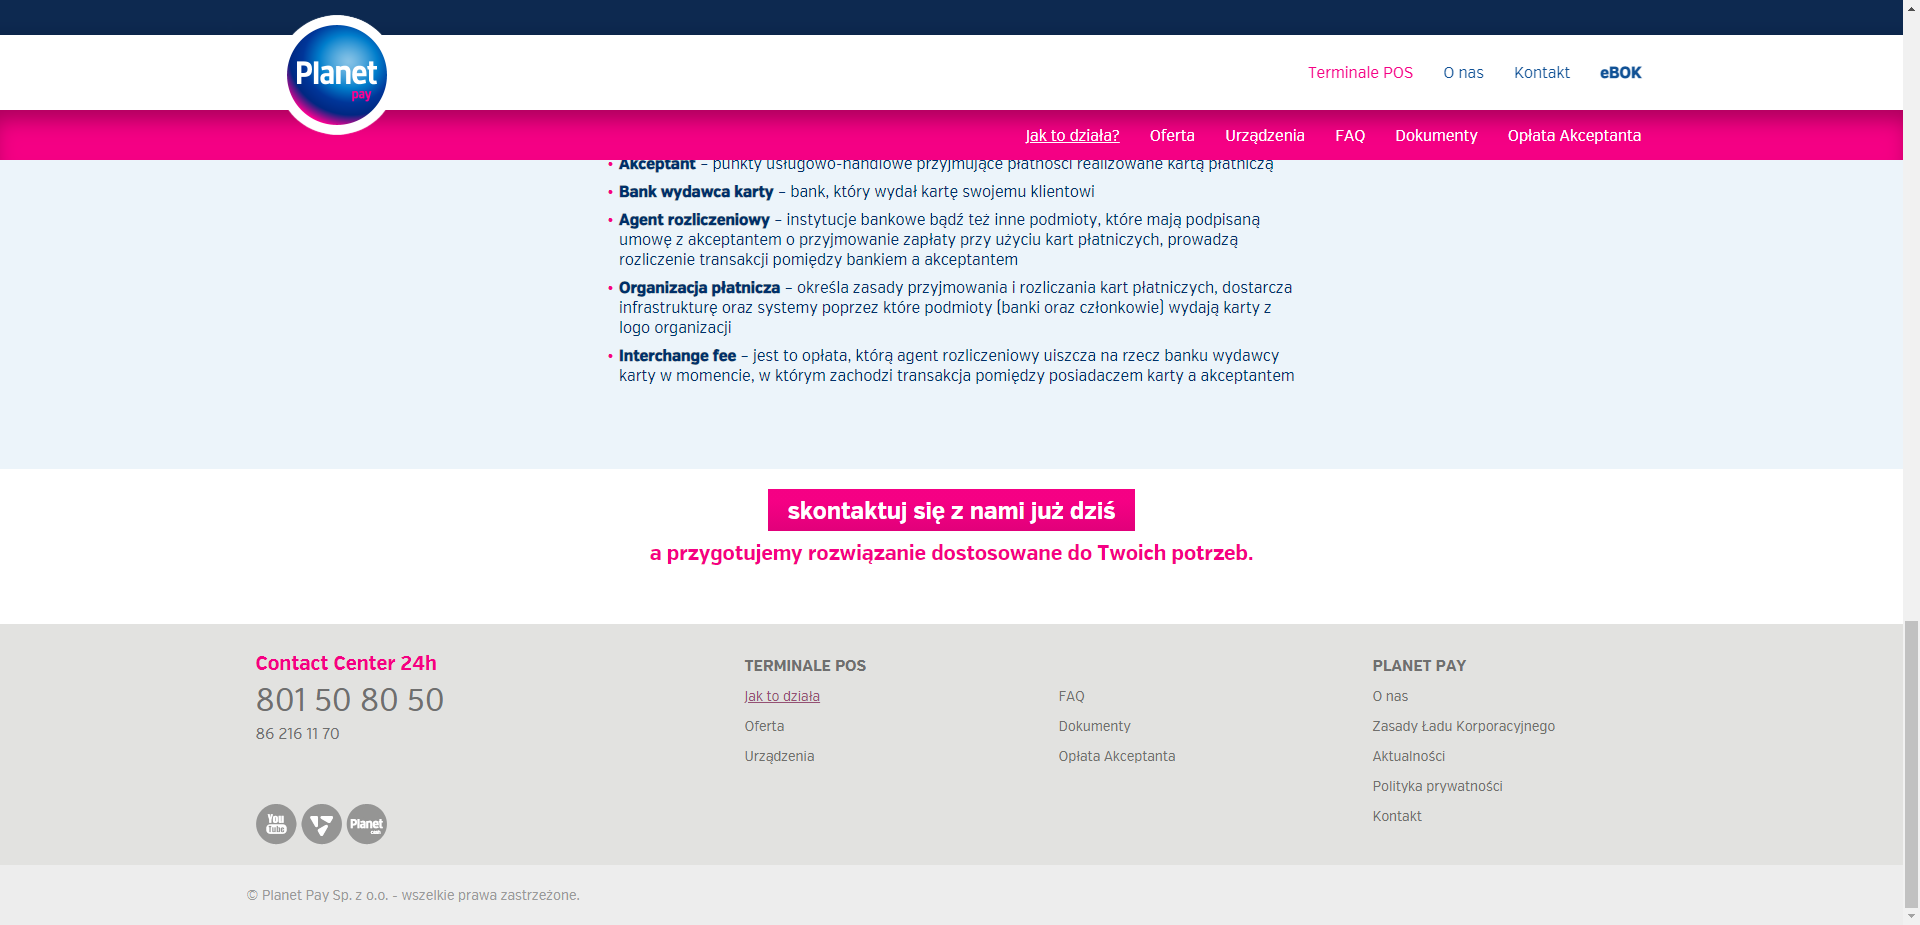 Planet
pay
Terminale POS O nas Kontakt eBOK
Jak to działa? Oferta Urządzenia FAQ Dokumenty Opłata Akceptanta
• Akceptant – punkty usługowo-handlowe przyjmujące płatności realizowane kartą płatniczą
• Bank wydawca karty – bank, który wydał kartę swojemu klientowi
• Agent rozliczeniowy – instytucje bankowe bądź też inne podmioty, które mają podpisaną
umowę z akceptantem o przyjmowanie zapłaty przy użyciu kart płatniczych, prowadzą
rozliczenie transakcji pomiędzy bankiem a akceptantem
• Organizacja płatnicza – określa zasady przyjmowania i rozliczania kart płatniczych, dostarcza
infrastrukturę oraz systemy poprzez które podmioty (banki oraz członkowie) wydają karty z
logo organizacji
• Interchange fee – jest to opłata, którą agent rozliczeniowy uiszcza na rzecz banku wydawcy
karty w momencie, w którym zachodzi transakcja pomiędzy posiadaczem karty a akceptantem
skontaktuj się z nami już dziś
a przygotujemy rozwiązanie dostosowane do Twoich potrzeb.
Contact Center 24h
801 50 80 50
86 216 11 70
You
Tube
Planet
cash
TERMINALE POS
Jak to działa
Oferta
Urządzenia
FAQ
Dokumenty
Opłata Akceptanta
PLANET PAY
O nas
Zasady Ładu Korporacyjnego
Aktualności
Polityka prywatności
Kontakt
© Planet Pay Sp. z o.o. - wszelkie prawa zastrzeżone.